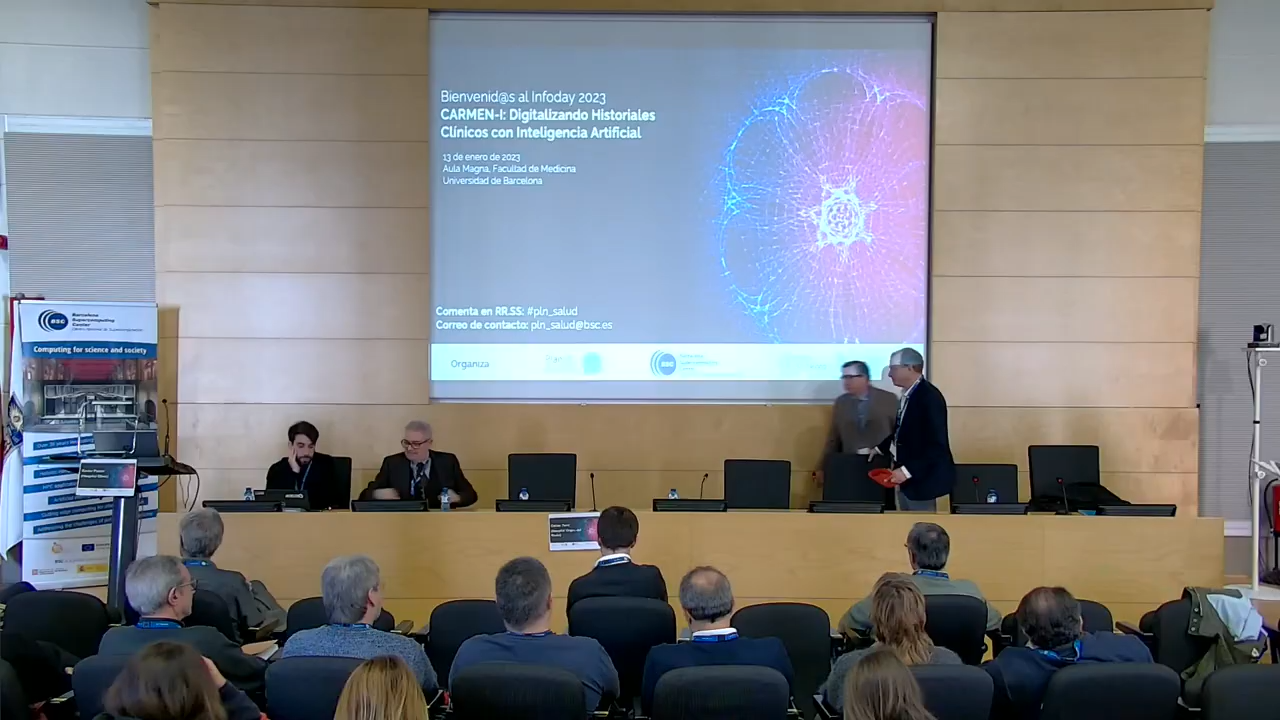 Bienvenid@s al Infoday 2023
CARMEN-I: Digitalizando Historiales
Clínicos con Inteligencia Artificial
13 de enero de 2023
Aula Magna, Facultad de Medicina
Universidad de Barcelona
Comenta en RR.SS: #pln_salud
Correo de contacto: pln_salud@bsc.es
Organiza
BSC
BSC
Barcelona
Supercomputing
Center
Computing for science and society